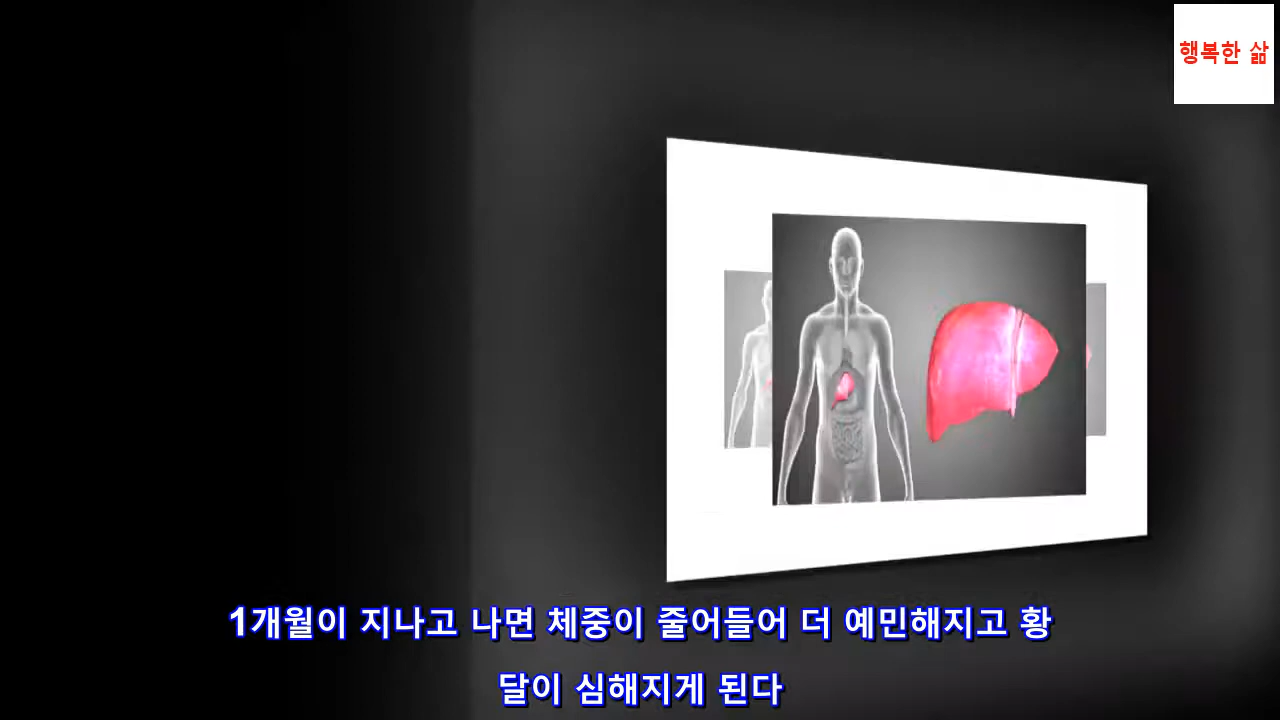 행복한 삶
1개월이 지나고 나면 체중이 줄어들어 더 예민해지고 황
달이 심해지게 된다